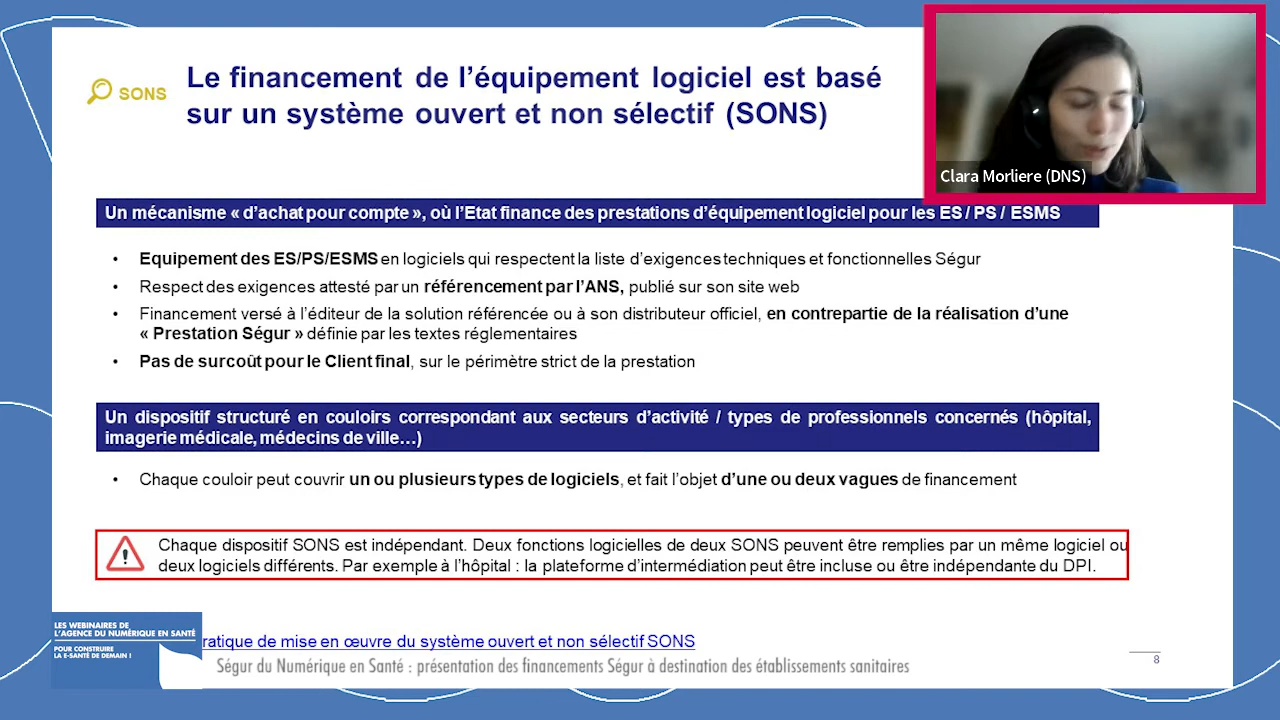 SONS
Le financement de l’équipement logiciel est basé
sur un système ouvert et non sélectif (SONS)
Clara Morliere (DNS)
Un mécanisme « d’achat pour compte », où l’Etat finance des prestations d’équipement logiciel pour les ES / PS / ESMS
• Equipement des ES/PS/ESMS en logiciels qui respectent la liste d’exigences techniques et fonctionnelles Ségur
• Respect des exigences attesté par un référencement par l’ANS, publié sur son site web
• Financement versé à l’éditeur de la solution référencée ou à son distributeur officiel, en contrepartie de la réalisation d’une
« Prestation Ségur » définie par les textes réglementaires
• Pas de surcoût pour le Client final, sur le périmètre strict de la prestation
Un dispositif structuré en couloirs correspondant aux secteurs d’activité / types de professionnels concernés (hôpital,
imagerie médicale, médecins de ville…)
• Chaque couloir peut couvrir un ou plusieurs types de logiciels, et fait l’objet d’une ou deux vagues de financement
Chaque dispositif SONS est indépendant. Deux fonctions logicielles de deux SONS peuvent être remplies par un même logiciel ou
deux logiciels différents. Par exemple à l’hôpital : la plateforme d’intermédiation peut être incluse ou être indépendante du DPI.
LES WEBINAIRES DE
L’AGENCE DU NUMÉRIQUE EN SANTÉ
POUR CONSTRUIRE
LA E-SANTÉ DE DEMAIN !
ratique de mise en œuvre du système ouvert et non sélectif SONS
Ségur du Numérique en Santé : présentation des financements Ségur à destination des établissements sanitaires
8